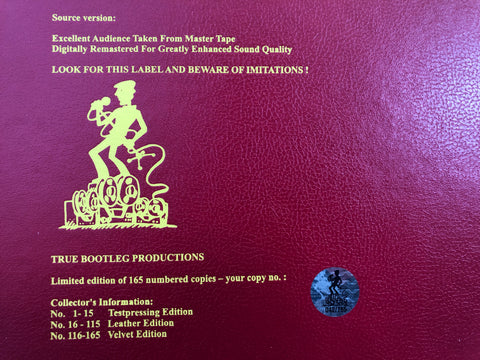 Source version:
Excellent Audience Taken From Master Tape
Digitally Remastered For Greatly Enhanced Sound Quality
LOOK FOR THIS LABEL AND BEWARE OF IMITATIONS !
TRUE BOOTLEG PRODUCTIONS
Limited edition of 165 numbered copies – your copy no. :
Collector's Information:
No. 1- 15 Testpressing Edition
No. 16 - 115 Leather Edition
No. 116-165 Velvet Edition